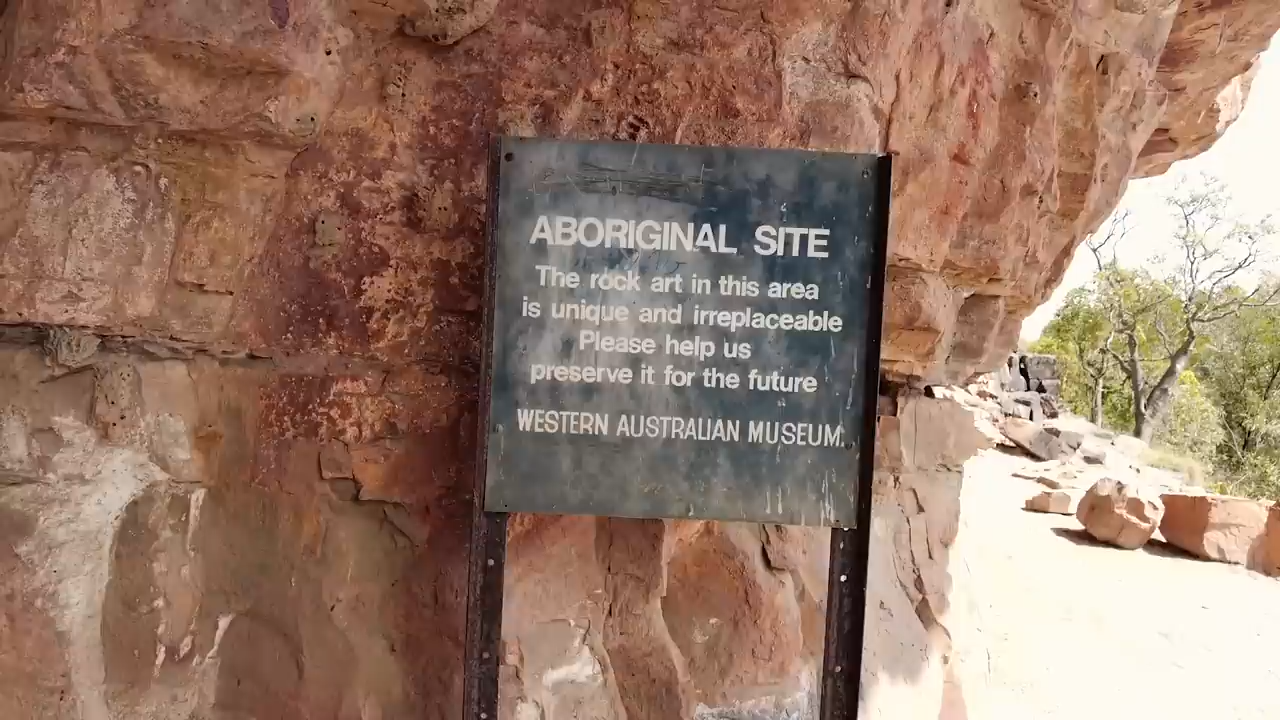 ABORIGINAL SITE
The rock art in this area
is unique and irreplaceable
Please help us
preserve it for the future
WESTERN AUSTRALIAN MUSEUM